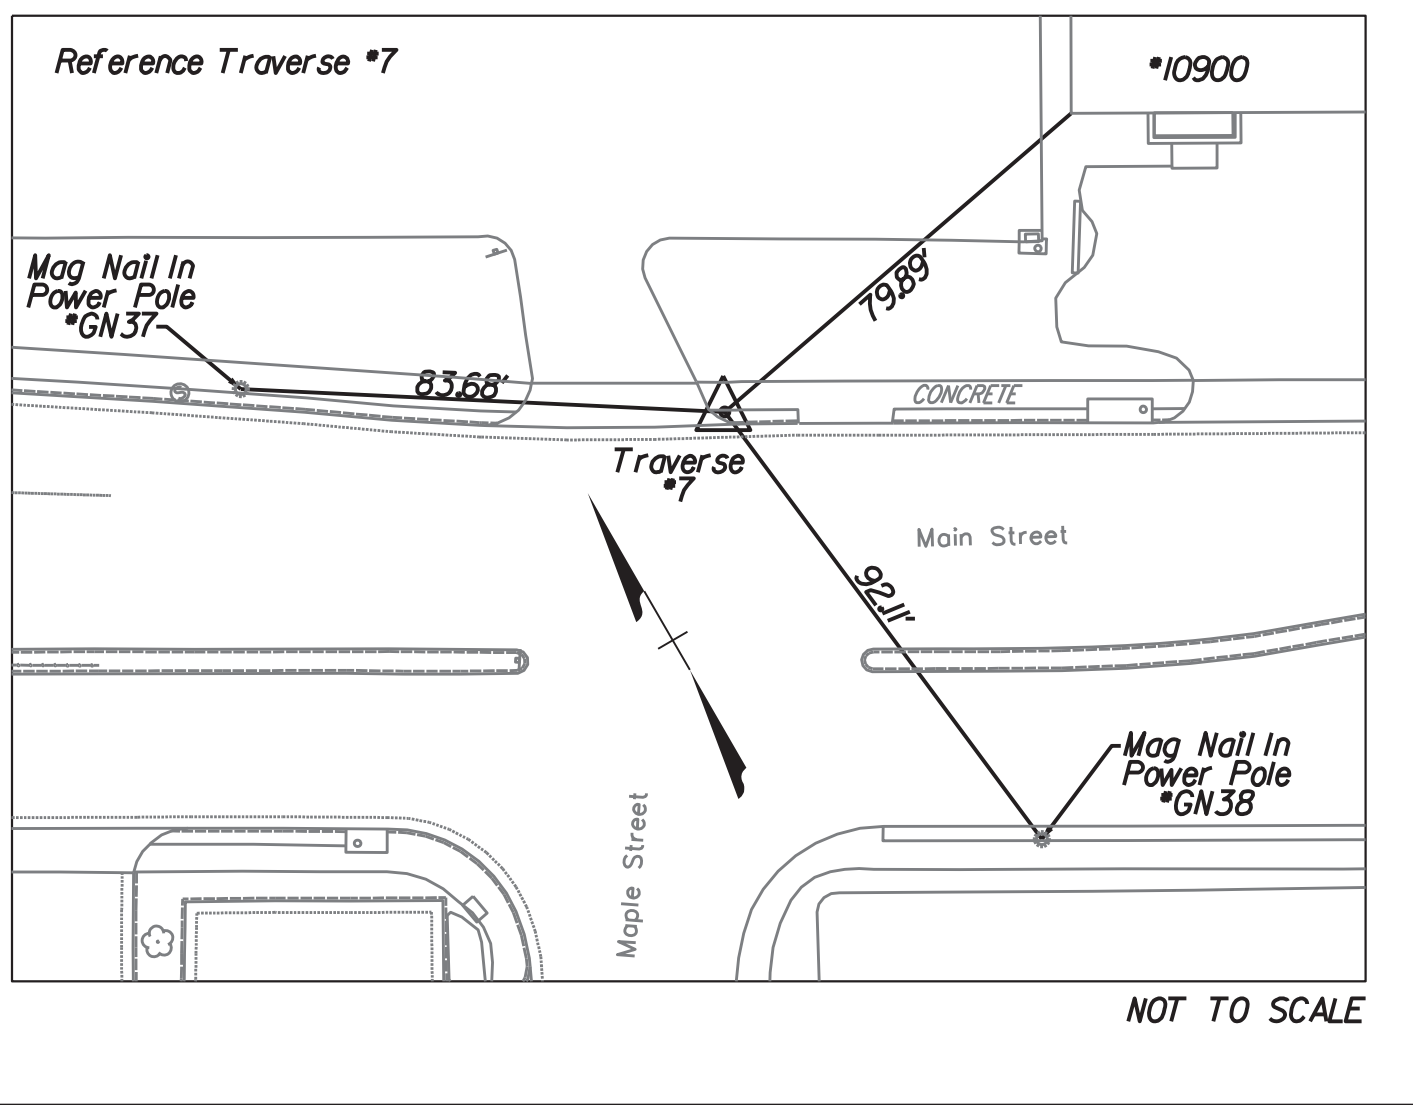 Reference Traverse #7
#10900
Mag Nail In
Power Pole
#GN37
79.89'
83.68'
CONCRETE
Traverse
#7
Main Street
92.11'
Mag Nail In
Power Pole
#GN38
Maple Street
NOT TO SCALE